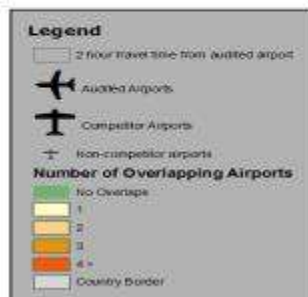 Legend
2 hour travel time from audited airport
Audited Airports
Competitor Airports
Non-competitor airports
Number of Overlapping Airports
No Overlaps
1
2
3
4 +
Country Border